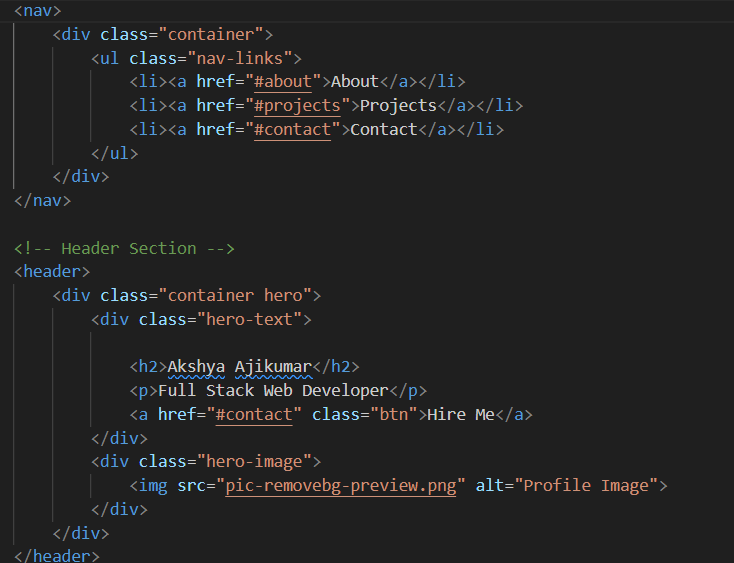 <nav>
    <div class="container">
        <ul class="nav-links">
            <li><a href="#about">About</a></li>
            <li><a href="#projects">Projects</a></li>
            <li><a href="#contact">Contact</a></li>
        </ul>
    </div>
</nav>

<!-- Header Section -->
<header>
    <div class="container hero">
        <div class="hero-text">

            <h2>Akshya Ajikumar</h2>
            <p>Full Stack Web Developer</p>
            <a href="#contact" class="btn">Hire Me</a>
        </div>
        <div class="hero-image">
            <img src="pic-removebg-preview.png" alt="Profile Image">
        </div>
    </div>
</header>